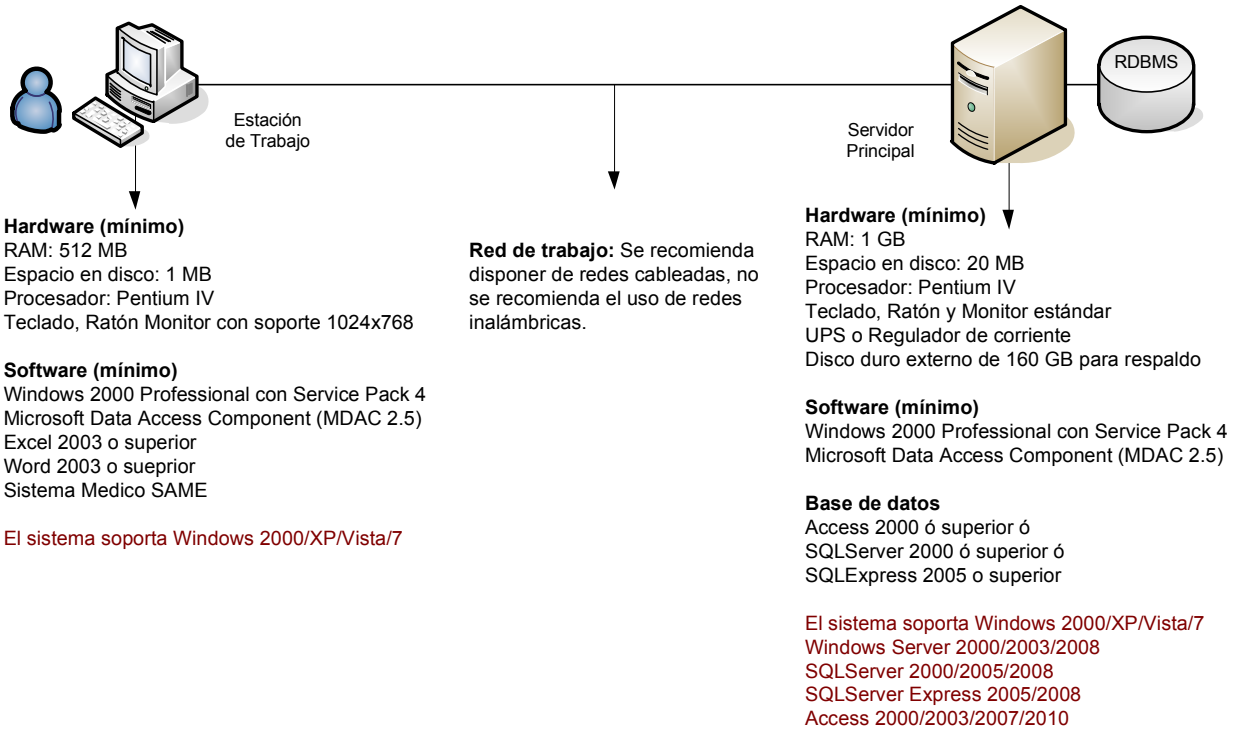 RDBMS
Estación
de Trabajo
Servidor
Principal
Hardware (mínimo)
RAM: 512 MB
Espacio en disco: 1 MB
Procesador: Pentium IV
Teclado, Ratón Monitor con soporte 1024x768
Software (mínimo)
Windows 2000 Professional con Service Pack 4
Microsoft Data Access Component (MDAC 2.5)
Excel 2003 o superior
Word 2003 o sueprior
Sistema Medico SAME
El sistema soporta Windows 2000/XP/Vista/7
Red de trabajo: Se recomienda
disponer de redes cableadas, no
se recomienda el uso de redes
inalámbricas.
Hardware (mínimo)
RAM: 1 GB
Espacio en disco: 20 MB
Procesador: Pentium IV
Teclado, Ratón y Monitor estándar
UPS o Regulador de corriente
Disco duro externo de 160 GB para respaldo
Software (mínimo)
Windows 2000 Professional con Service Pack 4
Microsoft Data Access Component (MDAC 2.5)
Base de datos
Access 2000 ó superior ó
SQLServer 2000 ó superior ó
SQLExpress 2005 o superior
El sistema soporta Windows 2000/XP/Vista/7
Windows Server 2000/2003/2008
SQLServer 2000/2005/2008
SQLServer Express 2005/2008
Access 2000/2003/2007/2010